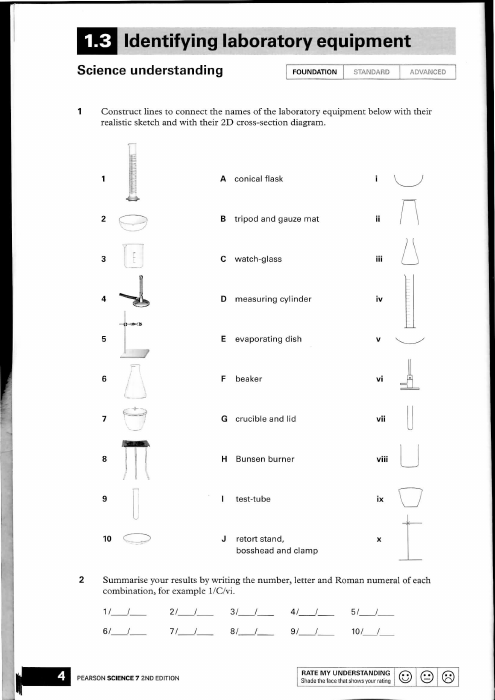 1.3 Identifying laboratory equipment
Science understanding
FOUNDATION STANDARD ADVANCED
1 Construct lines to connect the names of the laboratory equipment below with their
realistic sketch and with their 2D cross-section diagram.
1 A conical flask i
2 B tripod and gauze mat ii
3 C watch-glass iii
4 D measuring cylinder iv
5 E evaporating dish v
6 F beaker vi
7 G crucible and lid vii
8 H Bunsen burner viii
9 I test-tube ix
10 J retort stand, x
bosshead and clamp
2 Summarise your results by writing the number, letter and Roman numeral of each
combination, for example 1/C/vi.
1/___/___ 2/___/___ 3/___/___ 4/___/___ 5/___/___
6/___/___ 7/___/___ 8/___/___ 9/___/___ 10/___/___
4 PEARSON SCIENCE 7 2ND EDITION
RATE MY UNDERSTANDING
Shade the face that shows your rating